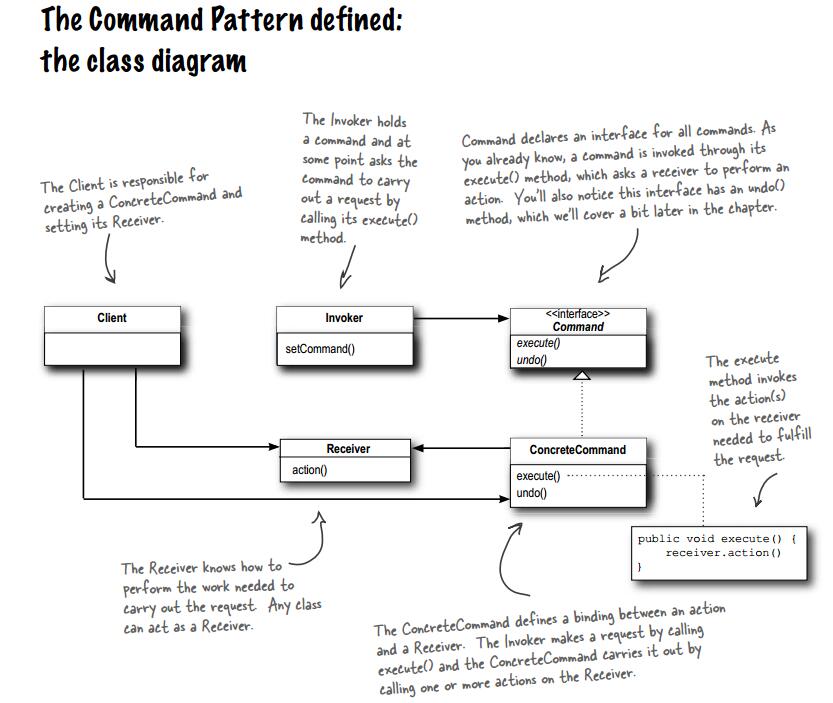 The Command Pattern defined:
the class diagram
The Client is responsible for
creating a ConcreteCommand and
setting its Receiver.
The Invoker holds
a command and at
some point asks the
command to carry
out a request by
calling its execute()
method.
Command declares an interface for all commands. As
you already know, a command is invoked through its
execute() method, which asks a receiver to perform an
action. You'll also notice this interface has an undo()
method, which we'll cover a bit later in the chapter.
Client
Invoker
setCommand()
<<interface>>
Command
execute()
undo()
The execute
method invokes
the action(s)
on the receiver
needed to fulfill
the request.
Receiver
action()
ConcreteCommand
execute()
undo()
public void execute() {
receiver.action()
}
The Receiver knows how to
perform the work needed to
carry out the request. Any class
can act as a Receiver.
The ConcreteCommand defines a binding between an action
and a Receiver. The Invoker makes a request by calling
execute() and the ConcreteCommand carries it out by
calling one or more actions on the Receiver.